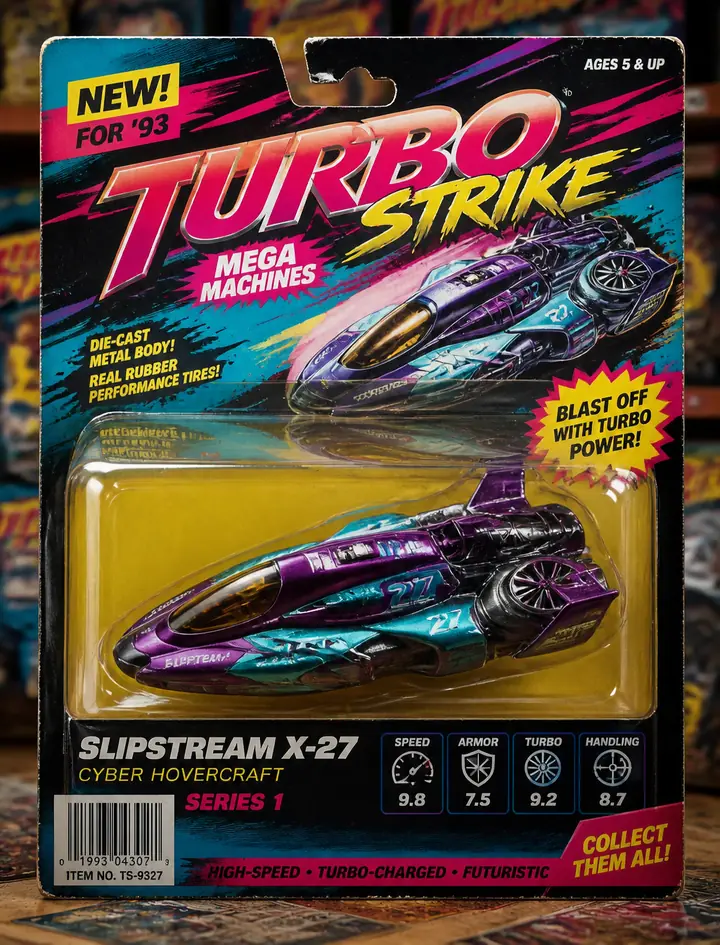 NEW!
FOR '93
AGES 5 & UP
TURBO
STRIKE
MEGA
MACHINES
DIE-CAST
METAL BODY!
REAL RUBBER
PERFORMANCE TIRES!
BLAST OFF
WITH TURBO
POWER!
27
27
SLIPSTREAM X-27
CYBER HOVERCRAFT
SERIES 1
SPEED
9.8
ARMOR
7.5
TURBO
9.2
HANDLING
8.7
0 1993 04307 9
ITEM NO. TS-9327
HIGH-SPEED • TURBO-CHARGED • FUTURISTIC
COLLECT
THEM ALL!